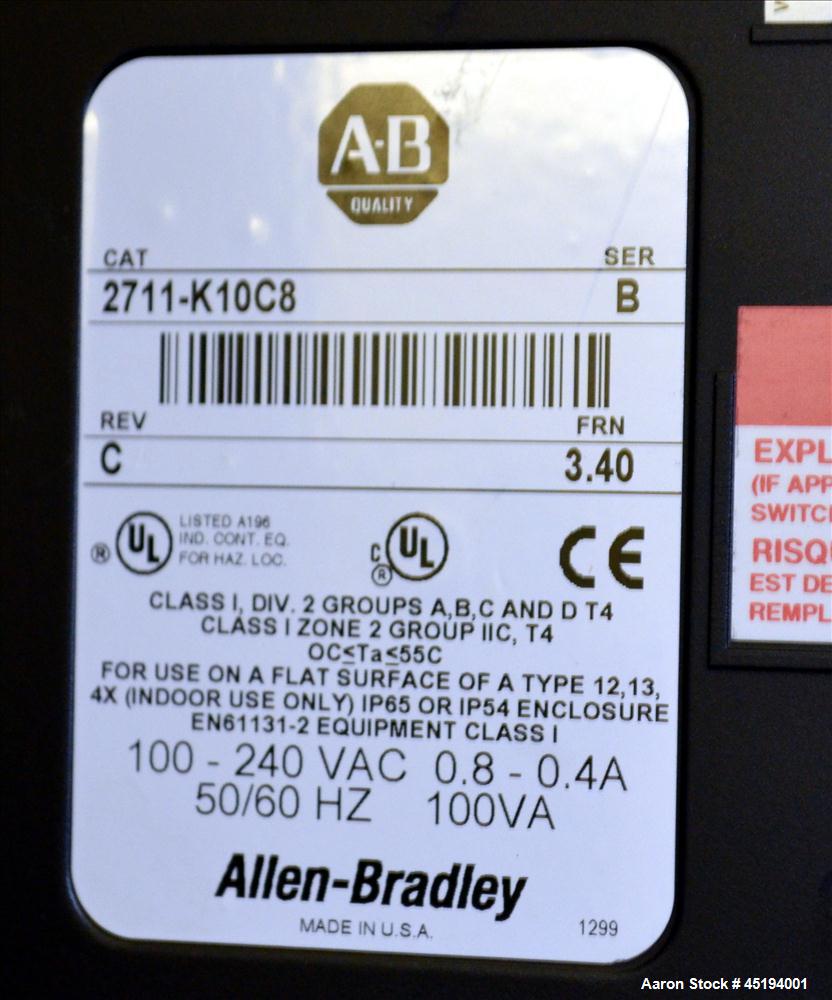 A-B
QUALITY
CAT SER
2711-K10C8 B
REV FRN
C 3.40
® UL LISTED A196
IND. CONT. EQ.
FOR HAZ. LOC.
C UL ®
CE
CLASS I, DIV. 2 GROUPS A,B,C AND D T4
CLASS I ZONE 2 GROUP IIC, T4
OC≤Ta≤55C
FOR USE ON A FLAT SURFACE OF A TYPE 12,13,
4X (INDOOR USE ONLY) IP65 OR IP54 ENCLOSURE
EN61131-2 EQUIPMENT CLASS I
100 - 240 VAC 0.8 - 0.4A
50/60 HZ 100VA
Allen-Bradley
MADE IN U.S.A. 1299
EXPL
(IF APP
SWITCH
RISQU
EST DE
REMPL
Aaron Stock # 45194001